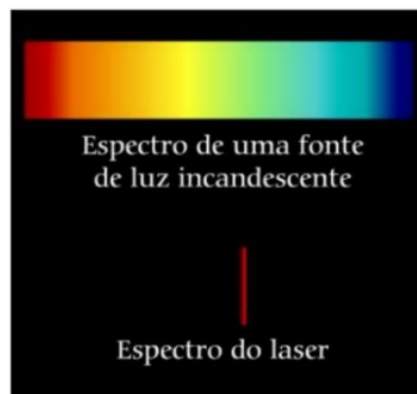 Espectro de uma fonte
de luz incandescente
Espectro do laser